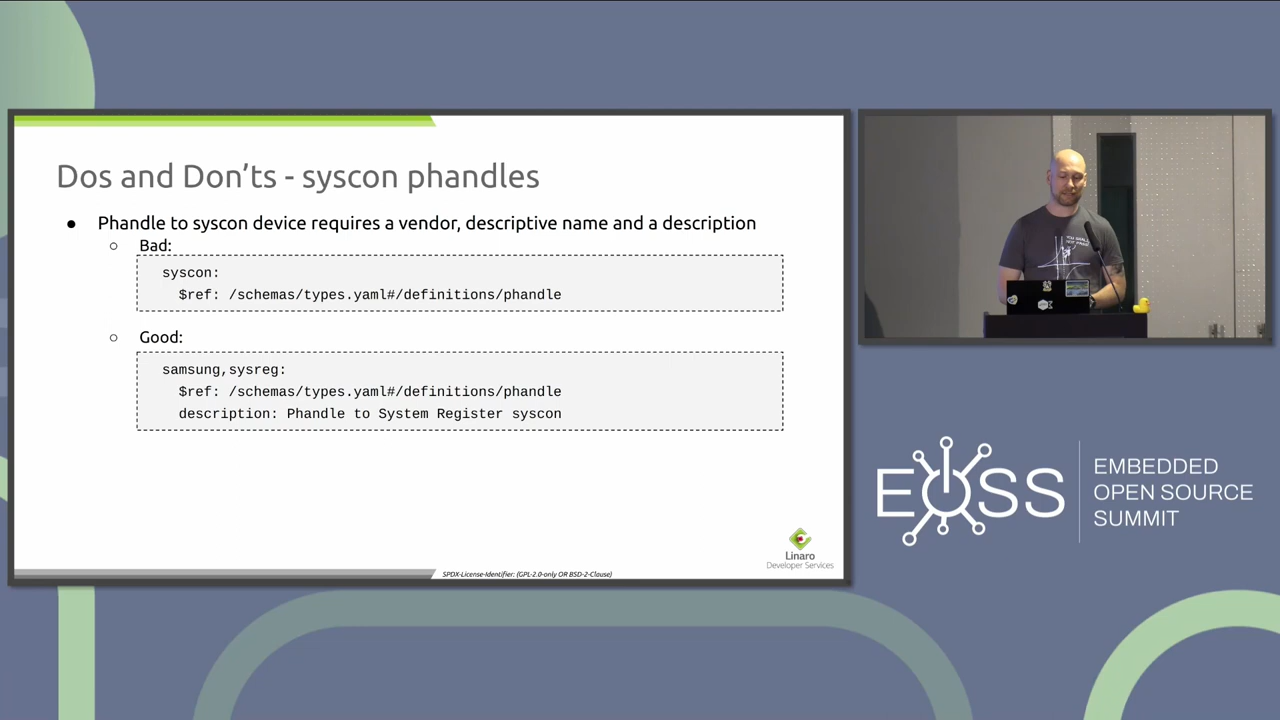 Dos and Don'ts - syscon phandles
● Phandle to syscon device requires a vendor, descriptive name and a description
○ Bad:
syscon:
$ref: /schemas/types.yaml#/definitions/phandle
○ Good:
samsung,sysreg:
$ref: /schemas/types.yaml#/definitions/phandle
description: Phandle to System Register syscon
Linaro
Developer Services
SPDX-License-Identifier: (GPL-2.0-only OR BSD-2-Clause)
EOSS
EMBEDDED
OPEN SOURCE
SUMMIT